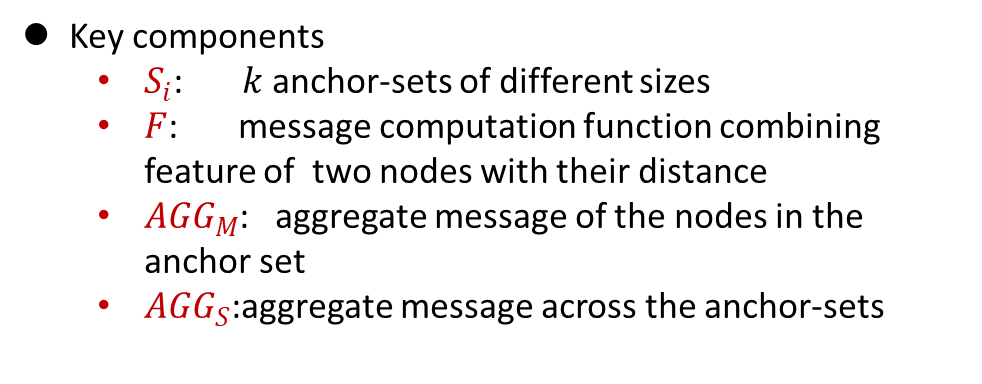 ● Key components
• Sᵢ: k anchor-sets of different sizes
• F: message computation function combining
feature of two nodes with their distance
• AGG_M: aggregate message of the nodes in the
anchor set
• AGG_S:aggregate message across the anchor-sets